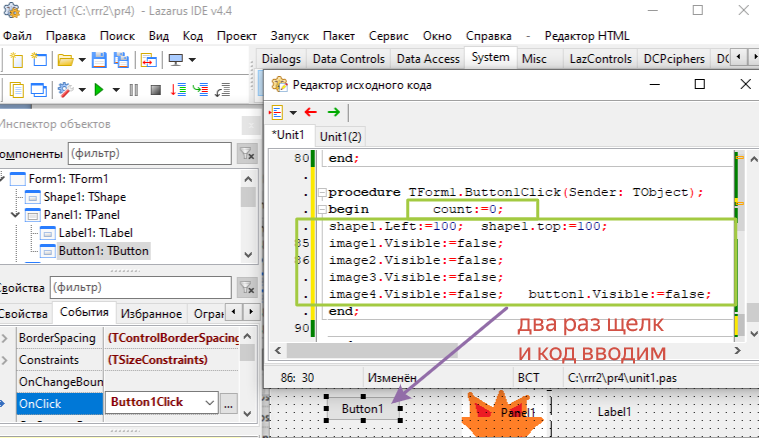 project1 (C:\rrr2\pr4) - Lazarus IDE v4.4
Файл Правка Поиск Вид Код Проект Запуск Пакет Сервис Окно Справка - Редактор HTML
Dialogs Data Controls Data Access System Misc LazControls DCPciphers DC
Редактор исходного кода
Инспектор объектов
*Unit1 Unit1(2)
омпоненты (фильтр)
Form1: TForm1
Shape1: TShape
Panel1: TPanel
Label1: TLabel
Button1: TButton
80 end;
procedure TForm1.Button1Click(Sender: TObject);
begin count:=0;
shape1.Left:=100; shape1.top:=100;
85 image1.Visible:=false;
86 image2.Visible:=false;
image3.Visible:=false;
image4.Visible:=false; button1.Visible:=false;
end;
90
войства (фильтр)
Свойства События Избранное Огран
BorderSpacing (TControlBorderSpacing
Constraints (TSizeConstraints)
OnChangeBoun
OnClick Button1Click ...
два раз щелк
и код вводим
86: 30 Изменён ВСТ C:\rrr2\pr4\unit1.pas
Button1 Panel1 Label1